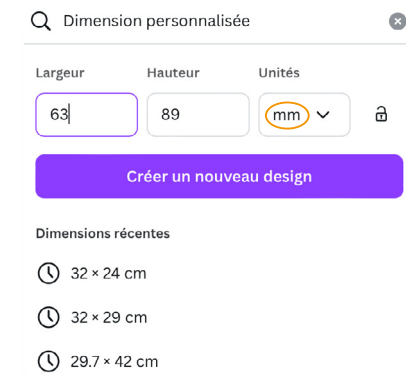 Dimension personnalisée
Largeur Hauteur Unités
63 89 mm
Créer un nouveau design
Dimensions récentes
32 × 24 cm
32 × 29 cm
29.7 × 42 cm